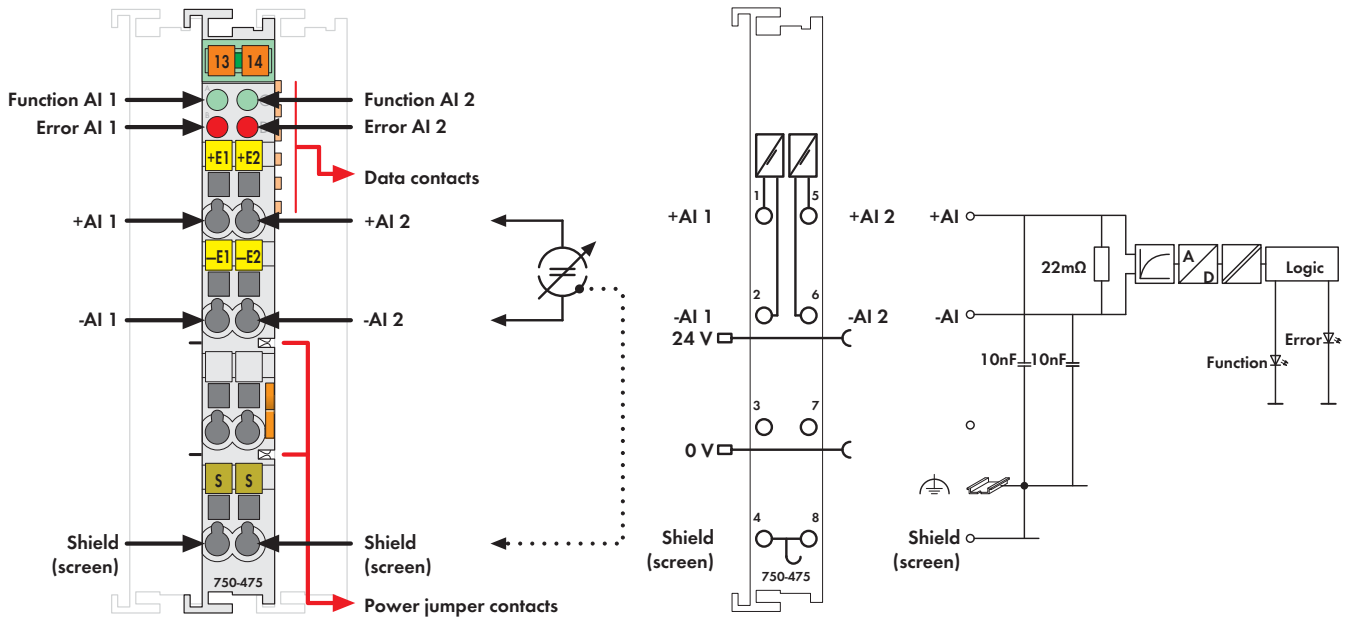 13 14
Function AI 1
Function AI 2
Error AI 1
Error AI 2
+E1 +E2
Data contacts
+AI 1
+AI 2
–E1 –E2
-AI 1
-AI 2
S S
Shield
(screen)
Shield
(screen)
750-475
Power jumper contacts
1
5
+AI 1
+AI 2
2
6
-AI 1
-AI 2
24 V
3
7
0 V
4
8
Shield
(screen)
750-475
+AI
22mΩ
A
D
Logic
-AI
10nF
10nF
Function
Error
Shield
(screen)